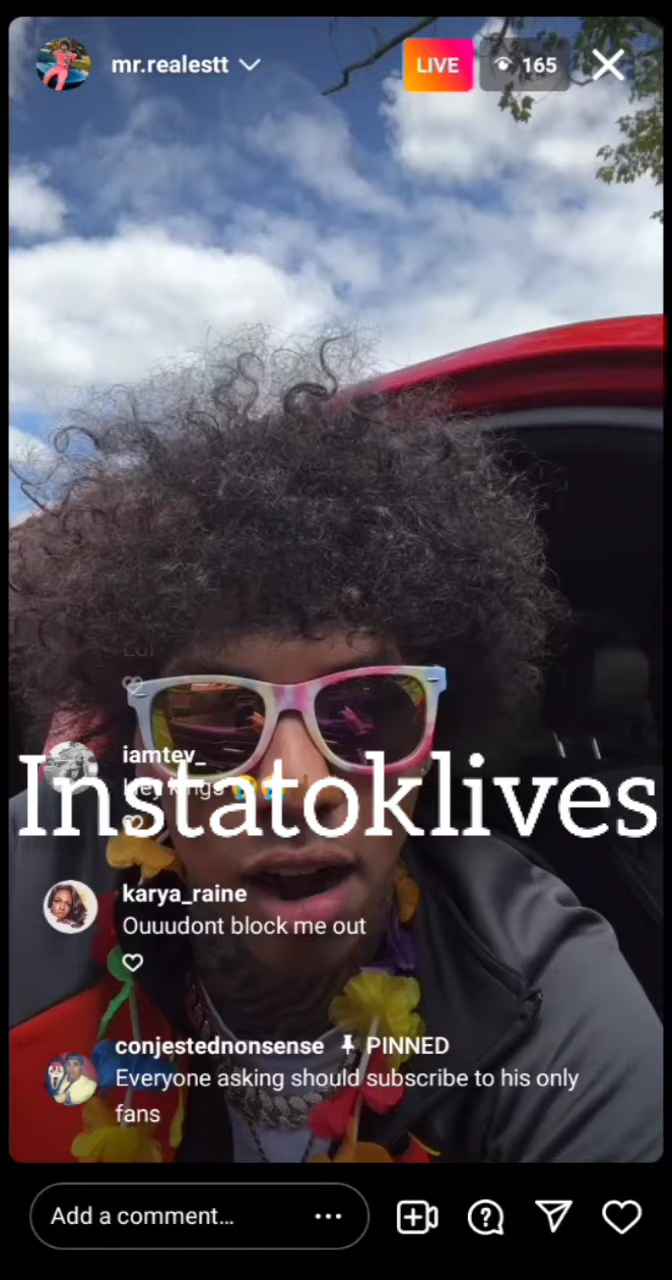 mr.realestt
LIVE
165
iamtev_
Instatoklives
karya_raine
Ouuudont block me out
conjestednonsense PINNED
Everyone asking should subscribe to his only
fans
Add a comment...